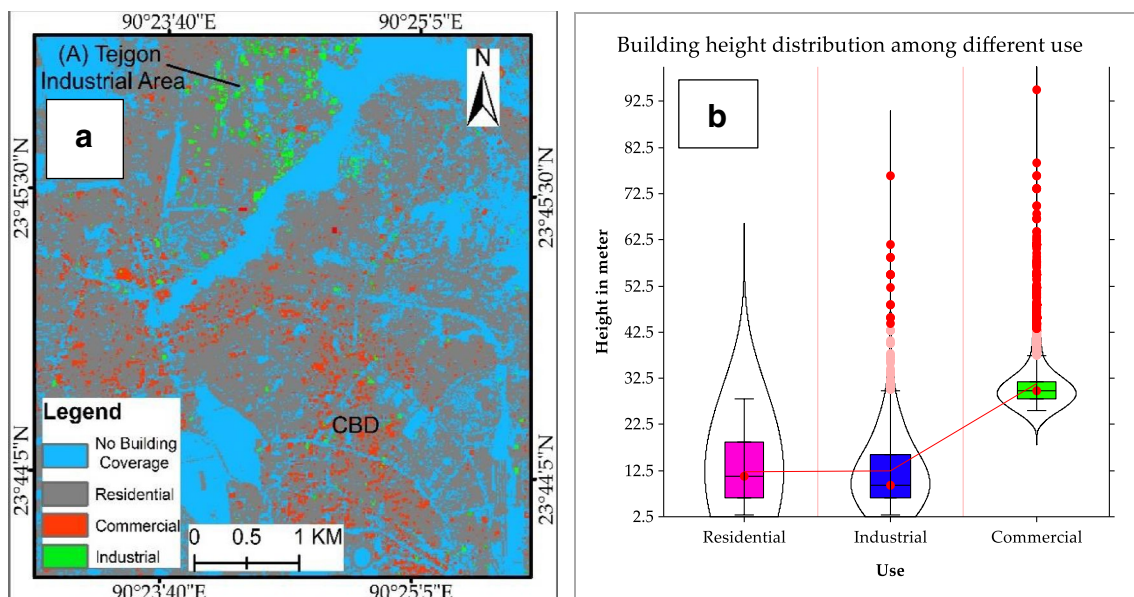 90°23'40"E
90°25'5"E
(A) Tejgon
Industrial Area
N
a
23°45'30"N
23°45'30"N
CBD
23°44'5"N
23°44'5"N
Legend
No Building
Coverage
Residential
Commercial
Industrial
0 0.5 1 KM
90°23'40"E
90°25'5"E
Building height distribution among different use
b
Height in meter
92.5
82.5
72.5
62.5
52.5
42.5
32.5
22.5
12.5
2.5
Residential
Industrial
Commercial
Use